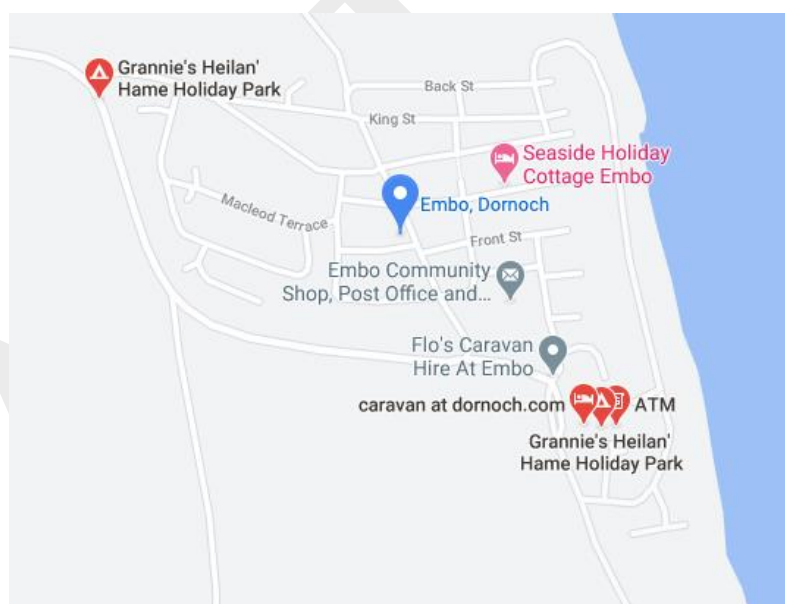 Grannie's Heilan'
Hame Holiday Park
Back St
King St
Seaside Holiday
Cottage Embo
Macleod Terrace
Embo, Dornoch
Front St
Embo Community
Shop, Post Office and...
Flo's Caravan
Hire At Embo
caravan at dornoch.com
ATM
Grannie's Heilan'
Hame Holiday Park